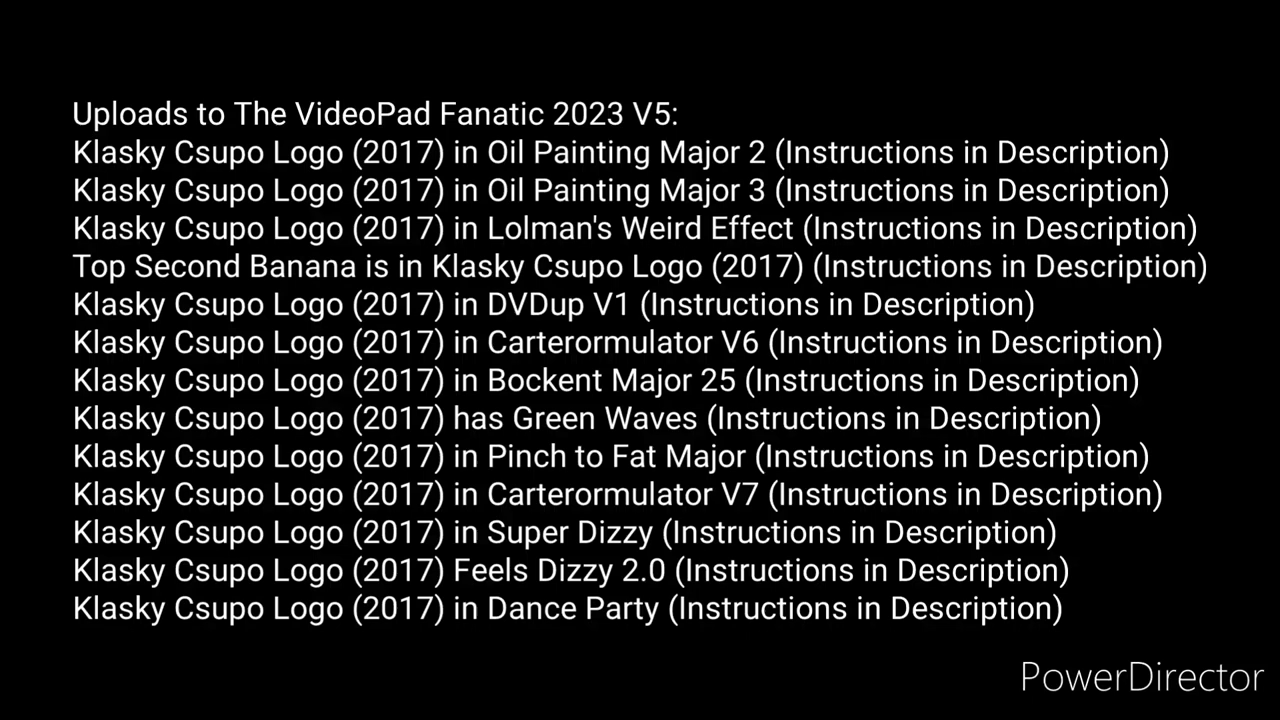 Uploads to The VideoPad Fanatic 2023 V5:
Klasky Csupo Logo (2017) in Oil Painting Major 2 (Instructions in Description)
Klasky Csupo Logo (2017) in Oil Painting Major 3 (Instructions in Description)
Klasky Csupo Logo (2017) in Lolman's Weird Effect (Instructions in Description)
Top Second Banana is in Klasky Csupo Logo (2017) (Instructions in Description)
Klasky Csupo Logo (2017) in DVDup V1 (Instructions in Description)
Klasky Csupo Logo (2017) in Carterormulator V6 (Instructions in Description)
Klasky Csupo Logo (2017) in Bockent Major 25 (Instructions in Description)
Klasky Csupo Logo (2017) has Green Waves (Instructions in Description)
Klasky Csupo Logo (2017) in Pinch to Fat Major (Instructions in Description)
Klasky Csupo Logo (2017) in Carterormulator V7 (Instructions in Description)
Klasky Csupo Logo (2017) in Super Dizzy (Instructions in Description)
Klasky Csupo Logo (2017) Feels Dizzy 2.0 (Instructions in Description)
Klasky Csupo Logo (2017) in Dance Party (Instructions in Description)
PowerDirector